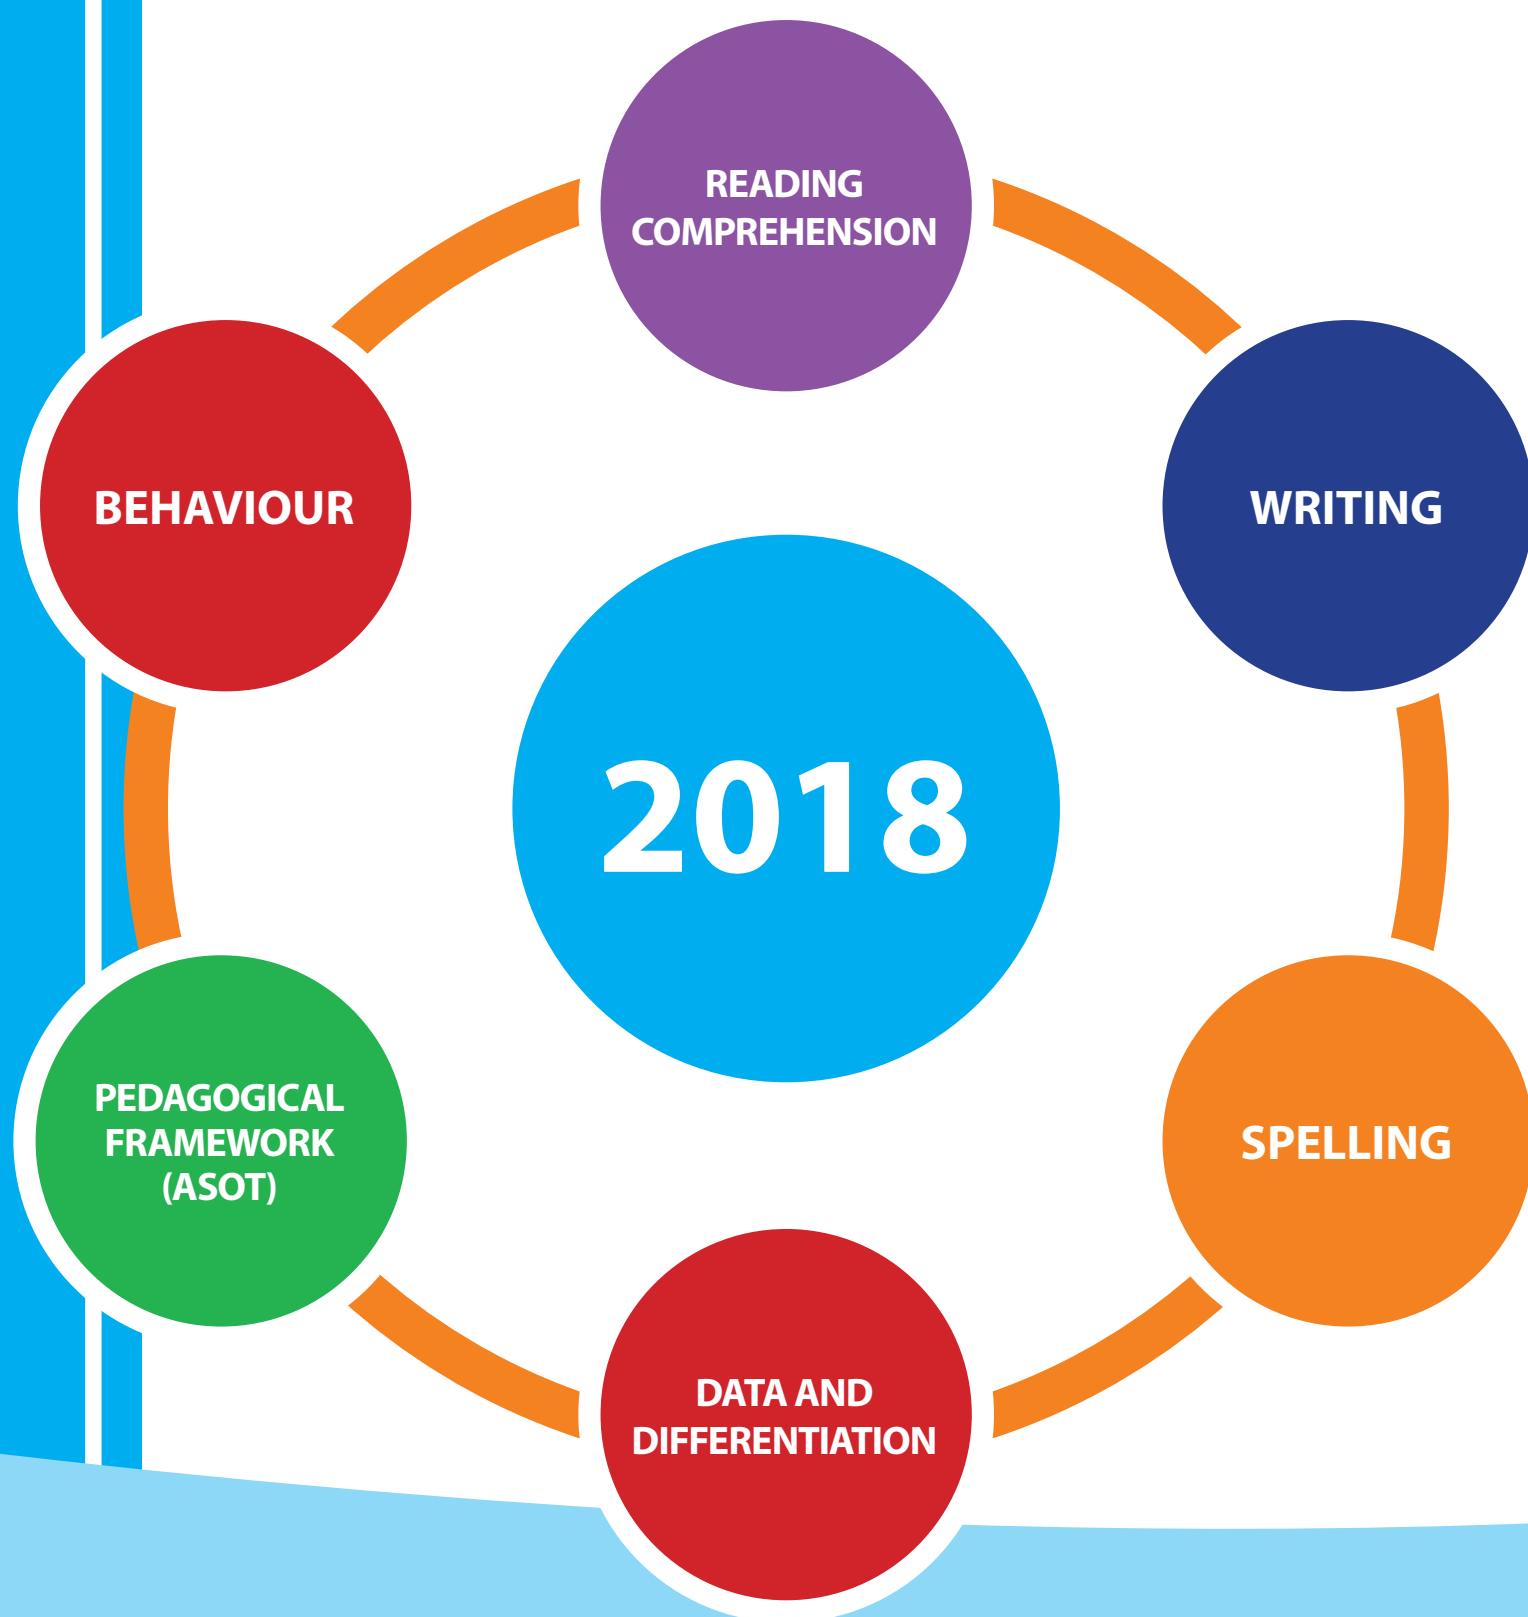 READING
COMPREHENSION
BEHAVIOUR
WRITING
2018
PEDAGOGICAL
FRAMEWORK
(ASOT)
SPELLING
DATA AND
DIFFERENTIATION